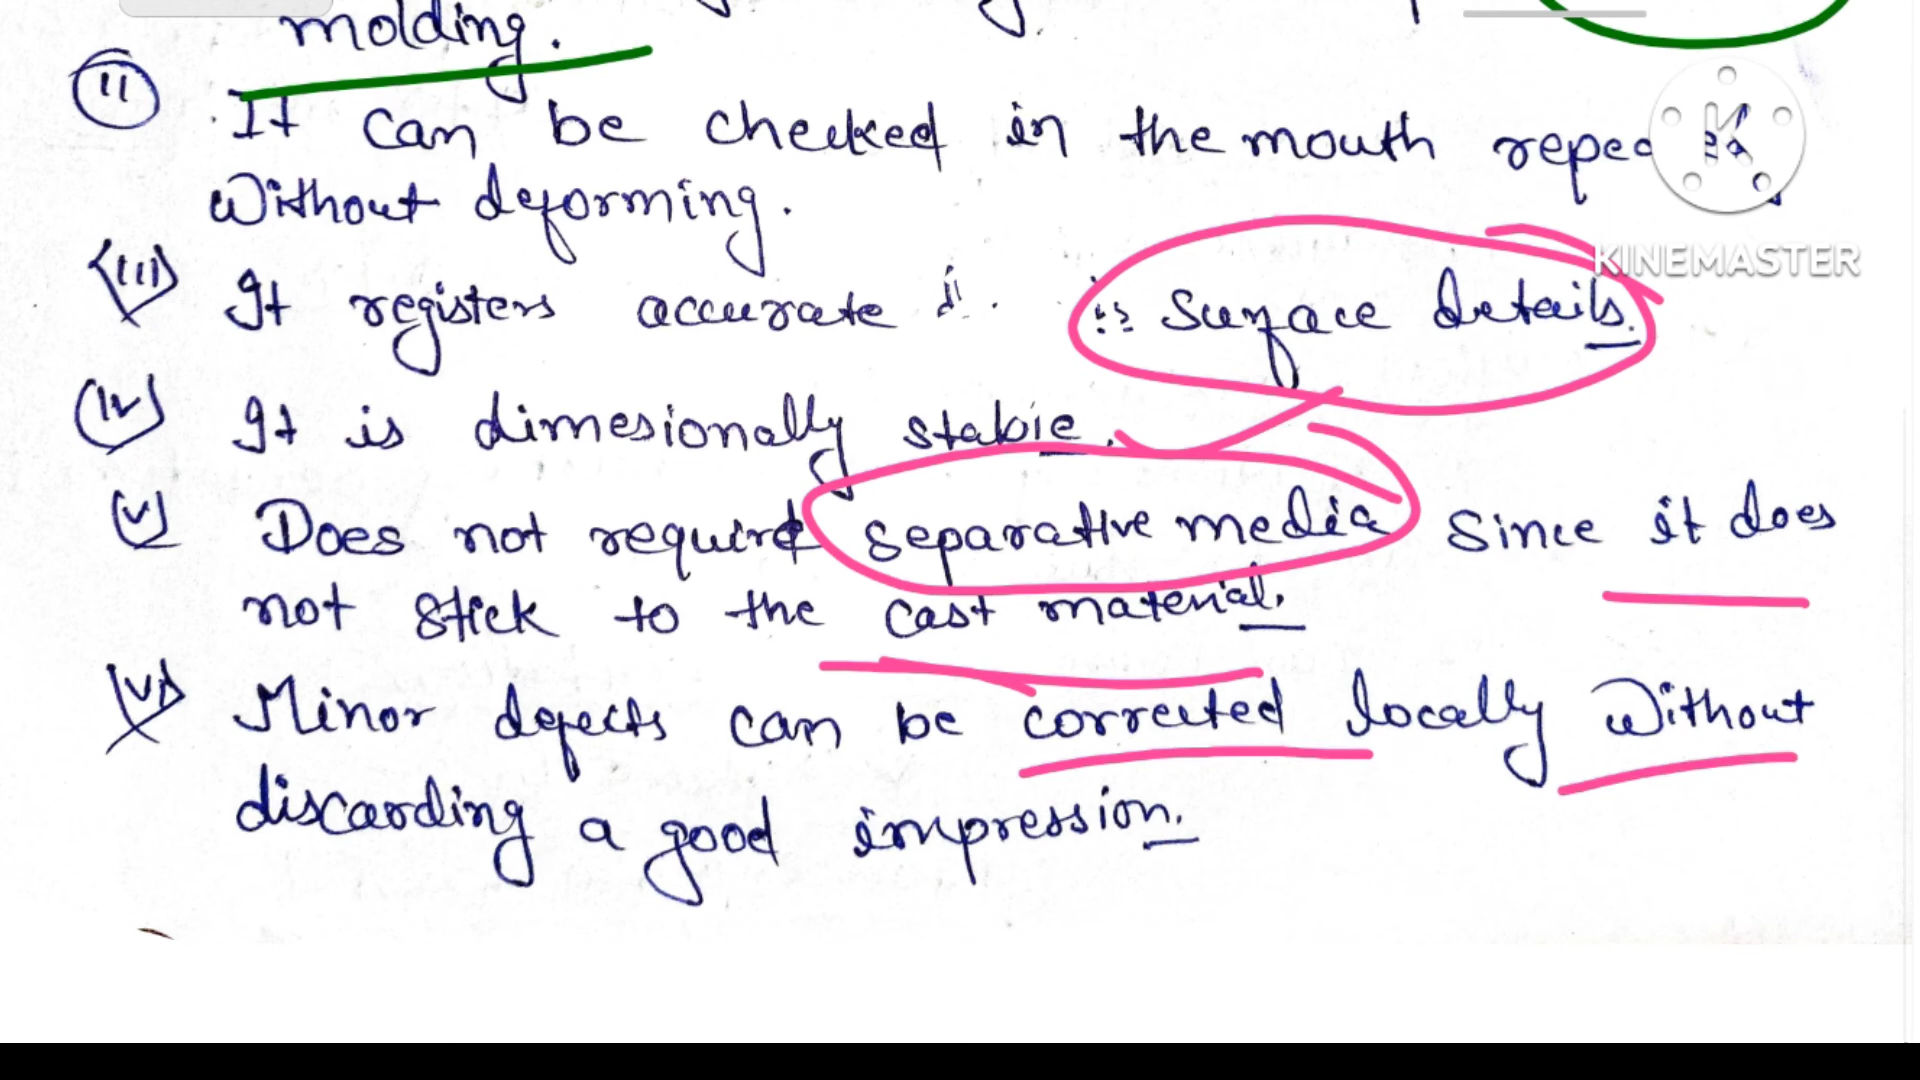 molding.
(ii) It can be checked in the mouth
without deforming.
(iii) It registers accurate surface details.
(iv) It is dimesionally stable.
(v) Does not require separative media since it does
not stick to the cast material.
(vi) Minor defects can be corrected locally without
discarding a good impression.
KINEMASTER